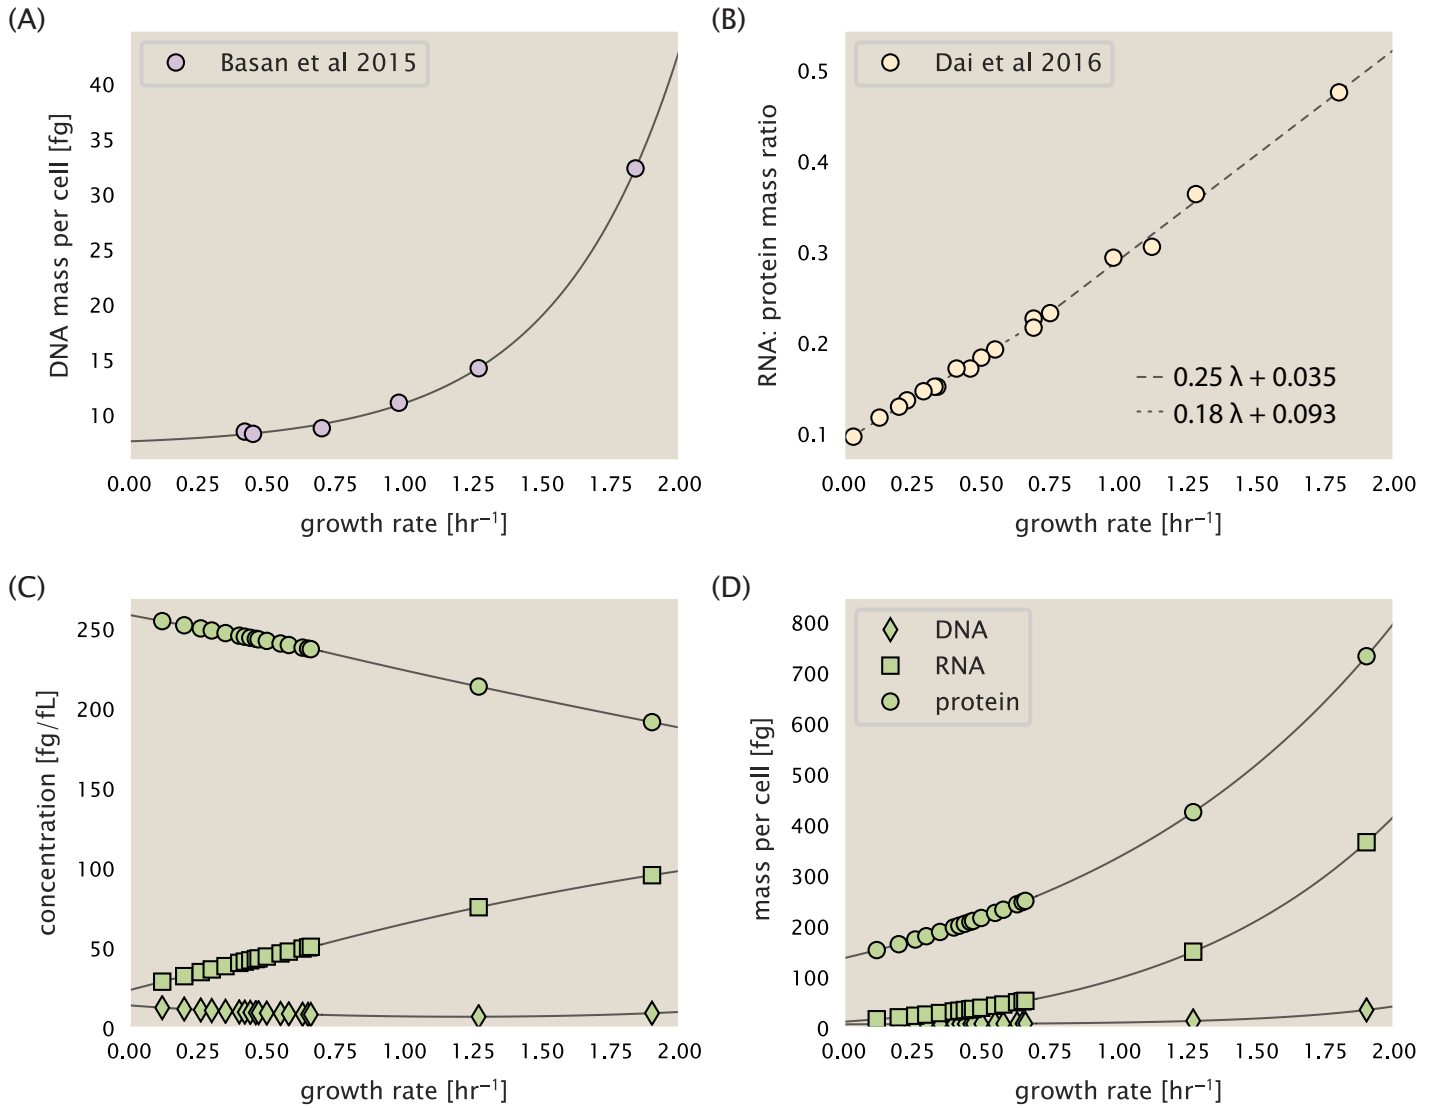 (A)
Basan et al 2015
DNA mass per cell [fg]
40
35
30
25
20
15
10
0.00 0.25 0.50 0.75 1.00 1.25 1.50 1.75 2.00
growth rate [hr⁻¹]
(B)
Dai et al 2016
RNA: protein mass ratio
0.5
0.4
0.3
0.2
0.1
0.25 λ + 0.035
0.18 λ + 0.093
0.00 0.25 0.50 0.75 1.00 1.25 1.50 1.75 2.00
growth rate [hr⁻¹]
(C)
concentration [fg/fL]
250
200
150
100
50
0
0.00 0.25 0.50 0.75 1.00 1.25 1.50 1.75 2.00
growth rate [hr⁻¹]
(D)
DNA
RNA
protein
mass per cell [fg]
800
700
600
500
400
300
200
100
0
0.00 0.25 0.50 0.75 1.00 1.25 1.50 1.75 2.00
growth rate [hr⁻¹]